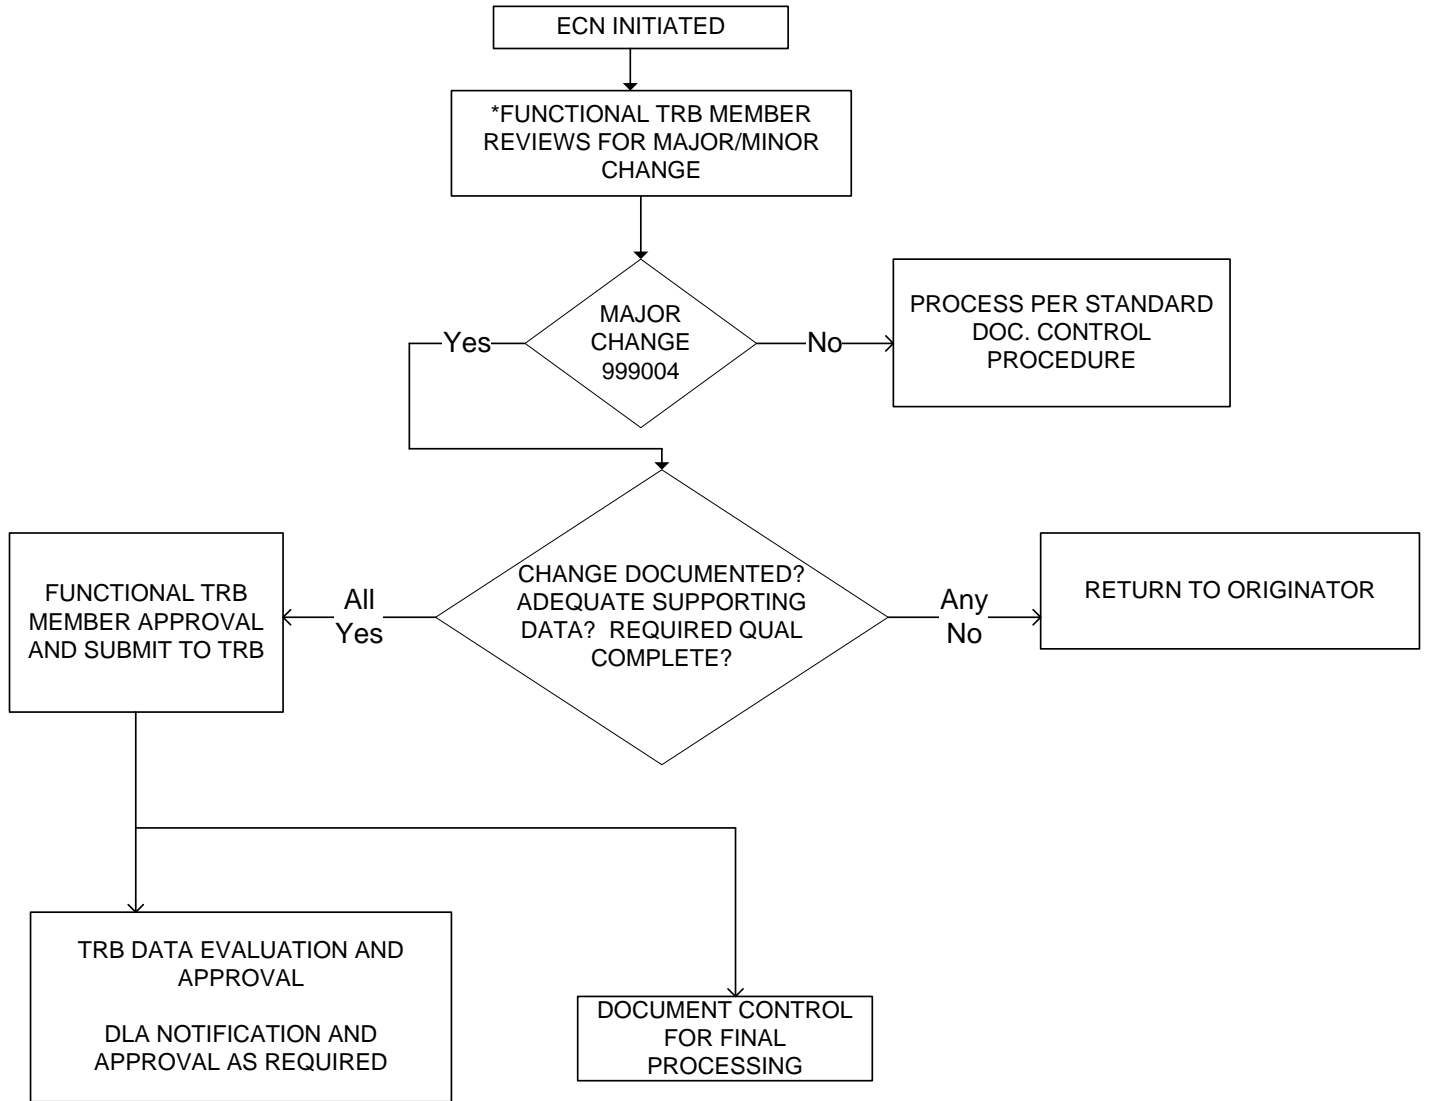 ECN INITIATED
*FUNCTIONAL TRB MEMBER
REVIEWS FOR MAJOR/MINOR
CHANGE
MAJOR
CHANGE
999004
Yes
No
PROCESS PER STANDARD
DOC. CONTROL
PROCEDURE
CHANGE DOCUMENTED?
ADEQUATE SUPPORTING
DATA? REQUIRED QUAL
COMPLETE?
All
Yes
Any
No
FUNCTIONAL TRB
MEMBER APPROVAL
AND SUBMIT TO TRB
RETURN TO ORIGINATOR
TRB DATA EVALUATION AND
APPROVAL
DLA NOTIFICATION AND
APPROVAL AS REQUIRED
DOCUMENT CONTROL
FOR FINAL
PROCESSING